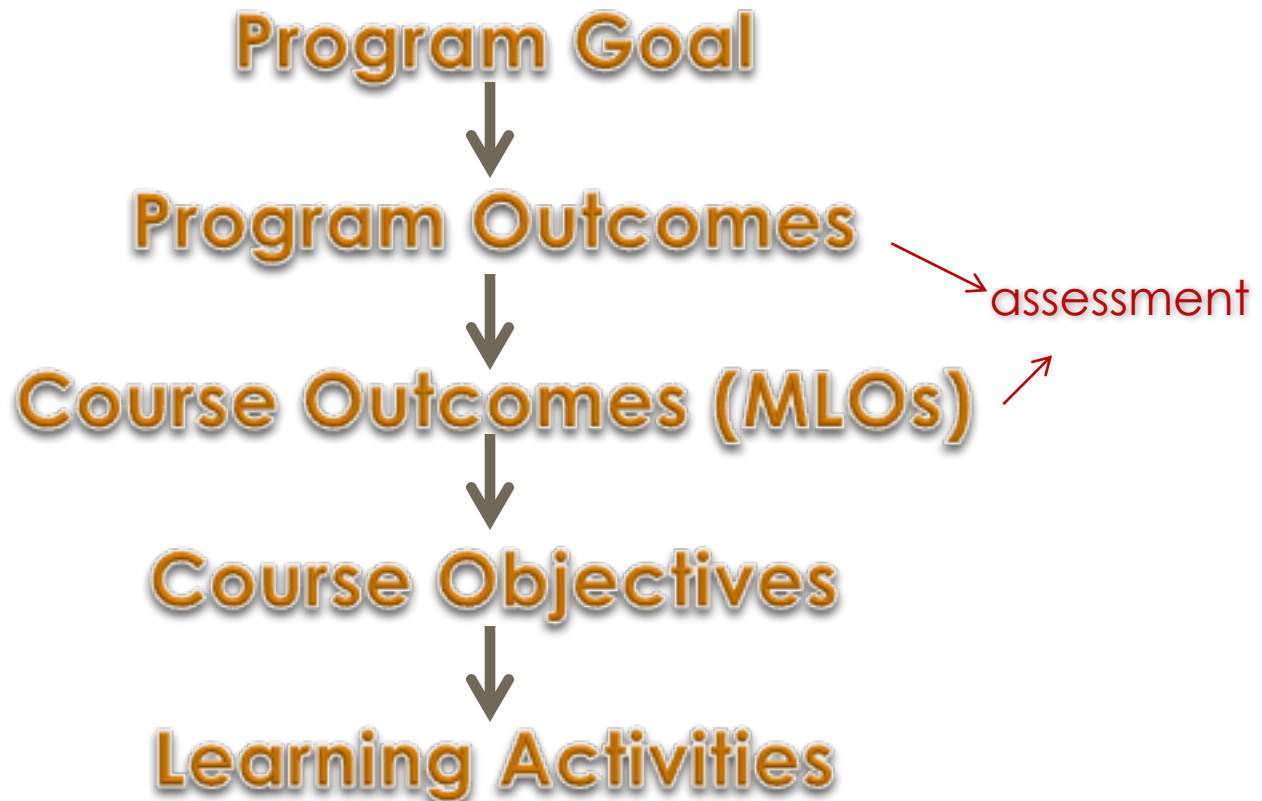 Program Goal
Program Outcomes
assessment
Course Outcomes (MLOs)
Course Objectives
Learning Activities